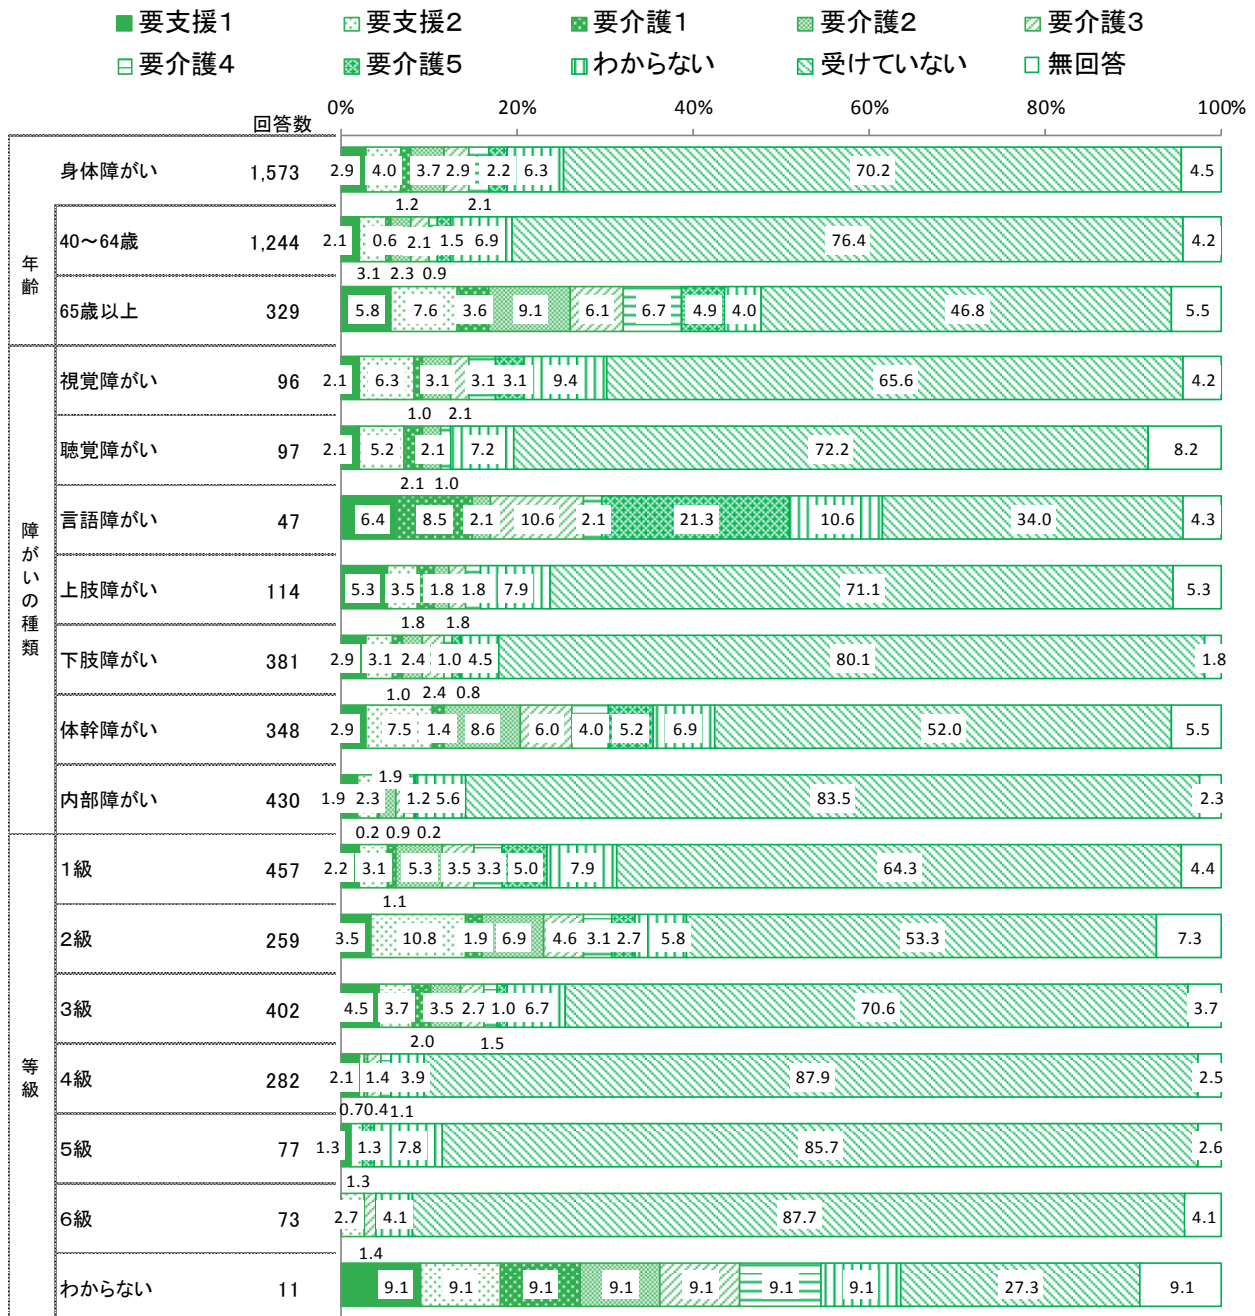 要支援1 要支援2 要介護1 要介護2 要介護3
要介護4 要介護5 わからない 受けていない 無回答
0% 20% 40% 60% 80% 100%
回答数
年齢
身体障がい 1,573 2.9 4.0 3.7 2.9 2.2 6.3 70.2 4.5
1.2 2.1
40～64歳 1,244 2.1 0.6 2.1 1.5 6.9 76.4 4.2
3.1 2.3 0.9
65歳以上 329 5.8 7.6 3.6 9.1 6.1 6.7 4.9 4.0 46.8 5.5
障がいの種類
視覚障がい 96 2.1 6.3 3.1 3.1 3.1 9.4 65.6 4.2
1.0 2.1
聴覚障がい 97 2.1 5.2 2.1 7.2 72.2 8.2
2.1 1.0
言語障がい 47 6.4 8.5 2.1 10.6 2.1 21.3 10.6 34.0 4.3
上肢障がい 114 5.3 3.5 1.8 1.8 7.9 71.1 5.3
1.8 1.8
下肢障がい 381 2.9 3.1 2.4 1.0 4.5 80.1 1.8
1.0 2.4 0.8
体幹障がい 348 2.9 7.5 1.4 8.6 6.0 4.0 5.2 6.9 52.0 5.5
1.9
内部障がい 430 1.9 2.3 1.2 5.6 83.5 2.3
0.2 0.9 0.2
等級
1級 457 2.2 3.1 5.3 3.5 3.3 5.0 7.9 64.3 4.4
1.1
2級 259 3.5 10.8 1.9 6.9 4.6 3.1 2.7 5.8 53.3 7.3
3級 402 4.5 3.7 3.5 2.7 1.0 6.7 70.6 3.7
2.0 1.5
4級 282 2.1 1.4 3.9 87.9 2.5
0.7 0.4 1.1
5級 77 1.3 1.3 7.8 85.7 2.6
1.3
6級 73 2.7 4.1 87.7 4.1
1.4
わからない 11 9.1 9.1 9.1 9.1 9.1 9.1 9.1 27.3 9.1